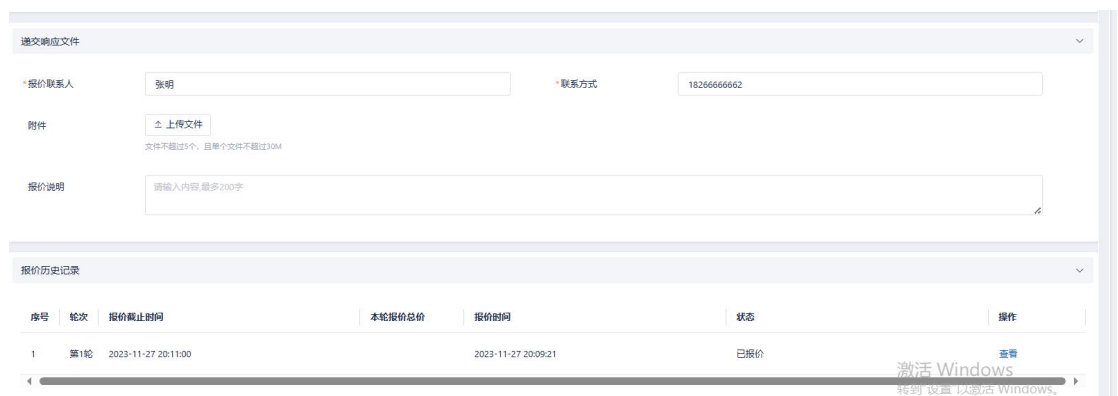 递交响应文件
*报价联系人 张明 *联系方式 18266666662
附件 上传文件
文件不超过5个，且单个文件不超过30M
报价说明 请输入内容,最多200字
报价历史记录
序号 轮次 报价截止时间 本轮报价总价 报价时间 状态 操作
1 第1轮 2023-11-27 20:11:00 2023-11-27 20:09:21 已报价 查看
激活 Windows
转到"设置"以激活 Windows。